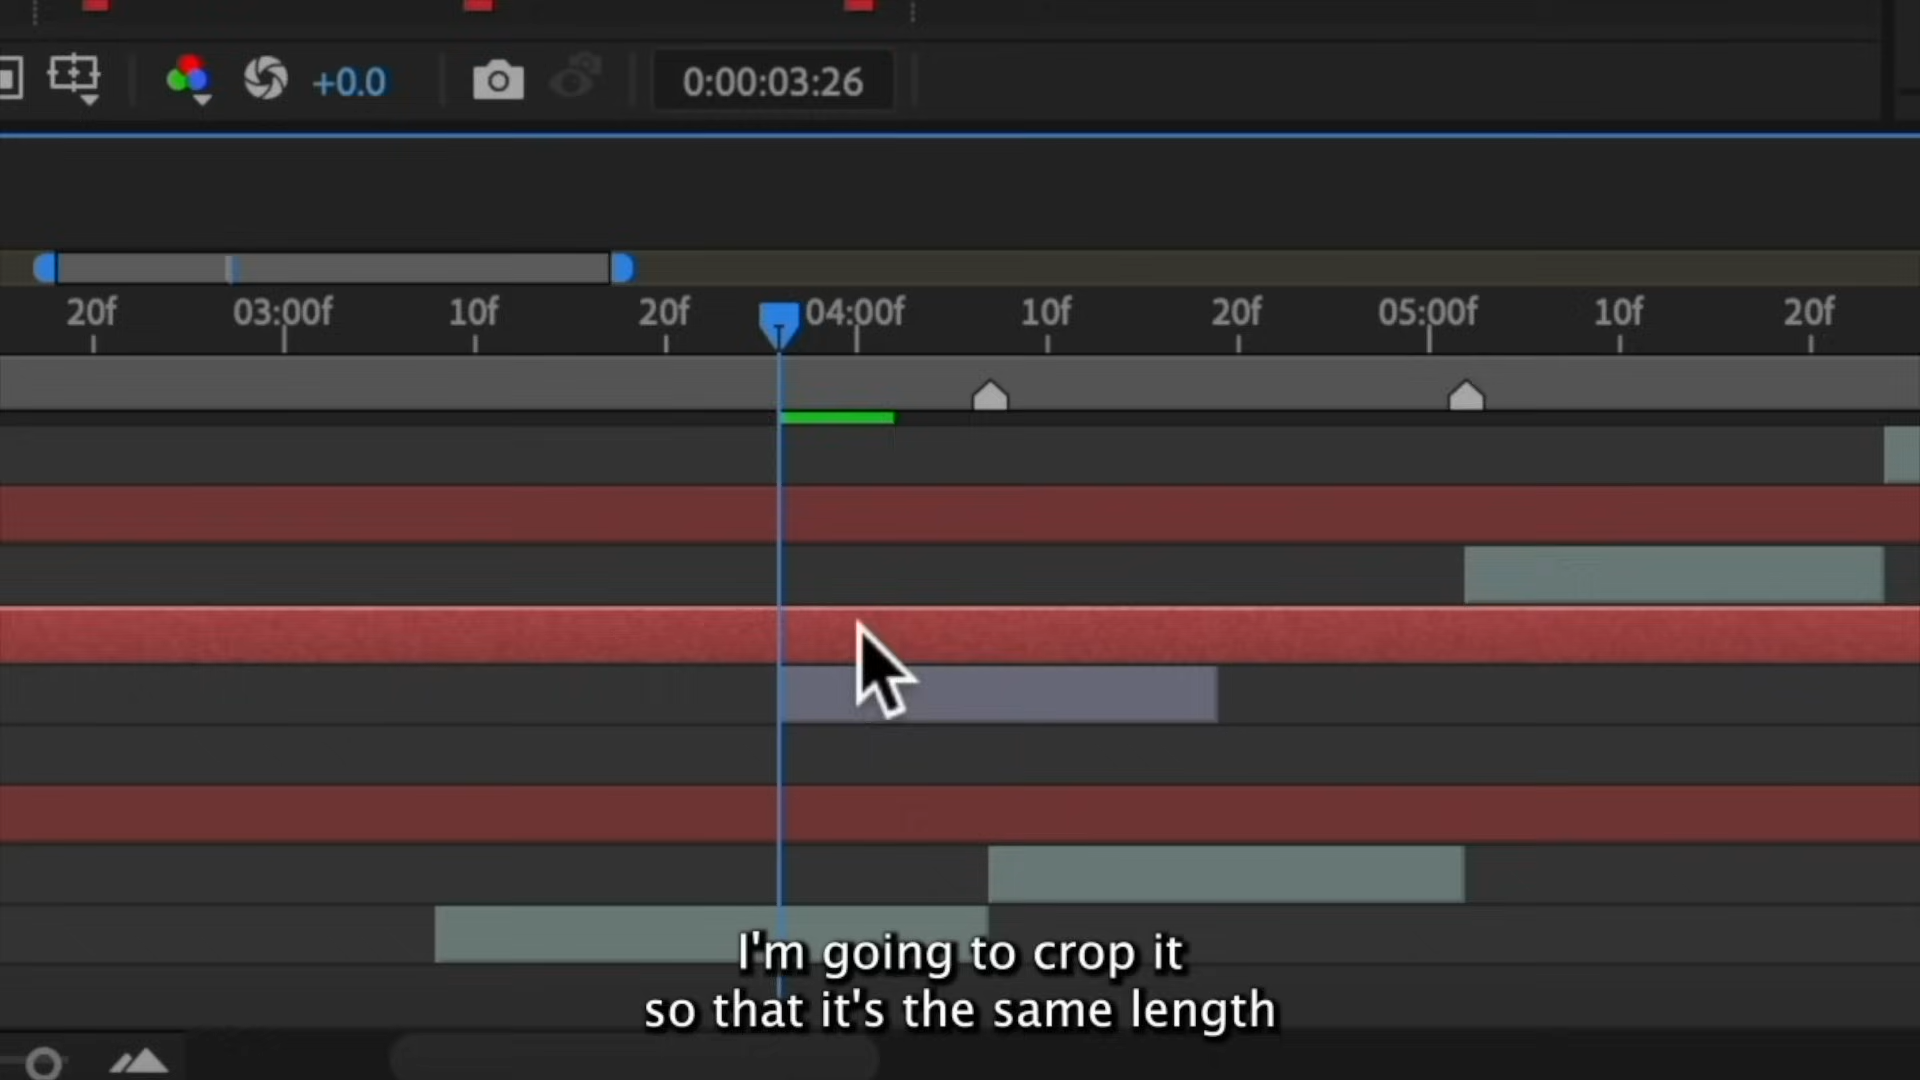 +0.0
0:00:03:26
20f 03:00f 10f 20f 04:00f 10f 20f 05:00f 10f 20f
I'm going to crop it
so that it's the same length